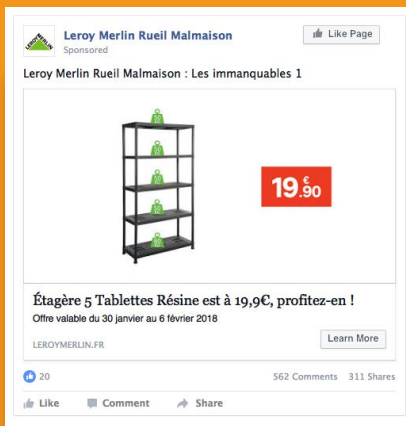 LEROY MERLIN
Leroy Merlin Rueil Malmaison
Sponsored
Like Page
Leroy Merlin Rueil Malmaison : Les immanquables 1
19€90
Étagère 5 Tablettes Résine est à 19,9€, profitez-en !
Offre valable du 30 janvier au 6 février 2018
LEROYMERLIN.FR
Learn More
20
562 Comments 311 Shares
Like Comment Share